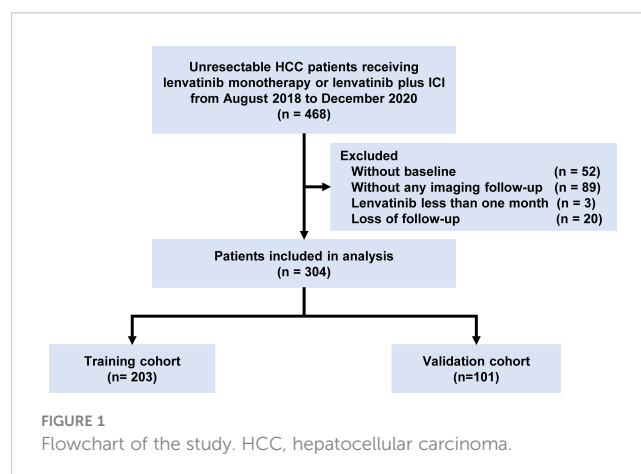 Unresectable HCC patients receiving
lenvatinib monotherapy or lenvatinib plus ICI
from August 2018 to December 2020
(n = 468)
Excluded
Without baseline (n = 52)
Without any imaging follow-up (n = 89)
Lenvatinib less than one month (n = 3)
Loss of follow-up (n = 20)
Patients included in analysis
(n = 304)
Training cohort
(n= 203)
Validation cohort
(n=101)
FIGURE 1
Flowchart of the study. HCC, hepatocellular carcinoma.